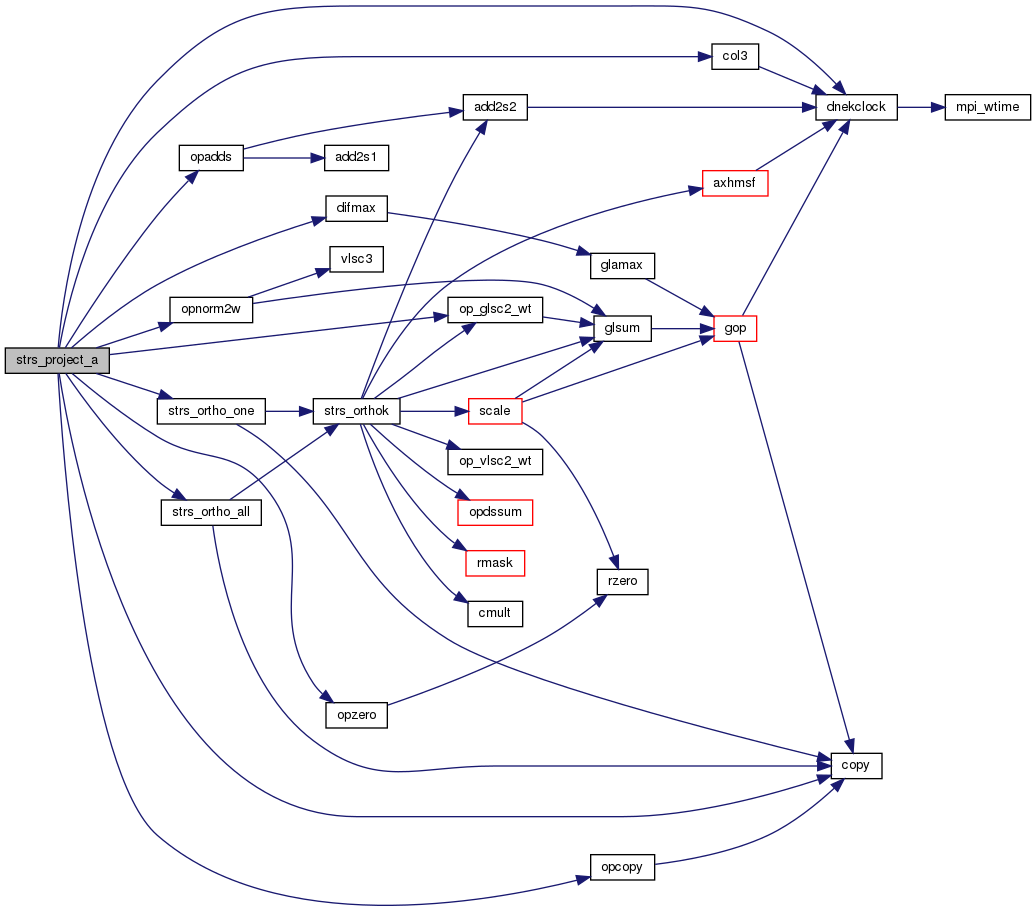 col3
add2s2
dnekclock
mpi_wtime
opadds
add2s1
axhmsf
difmax
vlsc3
glamax
opnorm2w
op_glsc2_wt
glsum
gop
strs_project_a
strs_ortho_one
strs_orthok
scale
op_vlsc2_wt
strs_ortho_all
opdssum
rmask
rzero
cmult
opzero
copy
opcopy